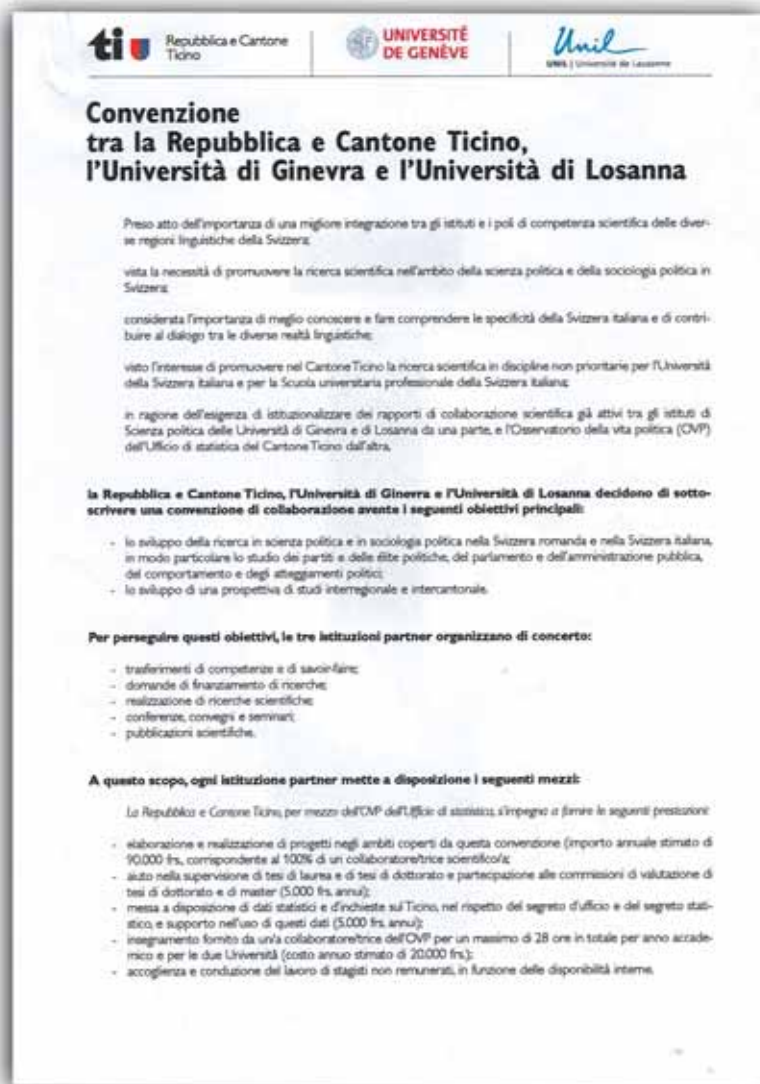 ti Repubblica e Cantone
Ticino
UNIVERSITÉ
DE GENÈVE
Unil
UNIL | Université de Lausanne
Convenzione
tra la Repubblica e Cantone Ticino,
l'Università di Ginevra e l'Università di Losanna
Preso atto dell'importanza di una migliore integrazione tra gli istituti e i poli di competenza scientifica delle diver-
se regioni linguistiche della Svizzera;
vista la necessità di promuovere la ricerca scientifica nell'ambito della scienza politica e della sociologia politica in
Svizzera;
considerata l'importanza di meglio conoscere e fare comprendere le specificità della Svizzera italiana e di contri-
buire al dialogo tra le diverse realtà linguistiche;
visto l'interesse di promuovere nel Cantone Ticino la ricerca scientifica in discipline non prioritarie per l'Università
della Svizzera italiana e per la Scuola universitaria professionale della Svizzera italiana;
in ragione dell'esigenza di istituzionalizzare dei rapporti di collaborazione scientifica già attivi tra gli istituti di
Scienza politica delle Università di Ginevra e di Losanna da una parte, e l'Osservatorio della vita politica (OVP)
dell'Ufficio di statistica del Cantone Ticino dall'altra,
la Repubblica e Cantone Ticino, l'Università di Ginevra e l'Università di Losanna decidono di sotto-
scrivere una convenzione di collaborazione avente i seguenti obiettivi principali:
- lo sviluppo della ricerca in scienza politica e in sociologia politica nella Svizzera romanda e nella Svizzera italiana,
in modo particolare lo studio dei partiti e delle élite politiche, del parlamento e dell'amministrazione pubblica,
del comportamento e degli atteggiamenti politici;
- lo sviluppo di una prospettiva di studi interregionale e intercantonale.
Per perseguire questi obiettivi, le tre istituzioni partner organizzano di concerto:
- trasferimenti di competenze e di savoir-faire;
- domande di finanziamento di ricerche;
- realizzazione di ricerche scientifiche;
- conferenze, convegni e seminari;
- pubblicazioni scientifiche.
A questo scopo, ogni istituzione partner mette a disposizione i seguenti mezzi:
La Repubblica e Cantone Ticino, per mezzo dell'OVP dell'Ufficio di statistica, s'impegna a fornire le seguenti prestazioni:
- elaborazione e realizzazione di progetti negli ambiti coperti da questa convenzione (importo annuale stimato di
90.000 frs., corrispondente al 100% di un collaboratore/trice scientifico/a;
- aiuto nella supervisione di tesi di laurea e di tesi di dottorato e partecipazione alle commissioni di valutazione di
tesi di dottorato e di master (5.000 frs. annui);
- messa a disposizione di dati statistici e d'inchieste sul Ticino, nel rispetto del segreto d'ufficio e del segreto stati-
stico, e supporto nell'uso di questi dati (5.000 frs. annui);
- insegnamento fornito da un/a collaboratore/trice dell'OVP per un massimo di 28 ore in totale per anno accade-
mico e per le due Università (costo annuo stimato di 20.000 frs.);
- accoglienza e conduzione del lavoro di stagisti non remunerati, in funzione delle disponibilità interne.